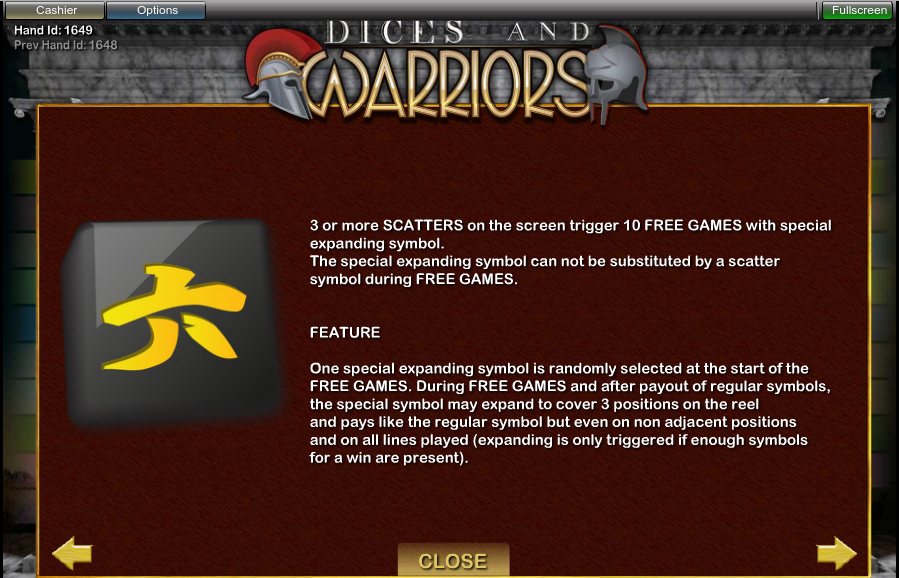 Cashier
Options
Fullscreen
Hand Id: 1649
Prev Hand Id: 1648
DICES AND
WARRIORS
六
3 or more SCATTERS on the screen trigger 10 FREE GAMES with special
expanding symbol.
The special expanding symbol can not be substituted by a scatter
symbol during FREE GAMES.
FEATURE
One special expanding symbol is randomly selected at the start of the
FREE GAMES. During FREE GAMES and after payout of regular symbols,
the special symbol may expand to cover 3 positions on the reel
and pays like the regular symbol but even on non adjacent positions
and on all lines played (expanding is only triggered if enough symbols
for a win are present).
CLOSE